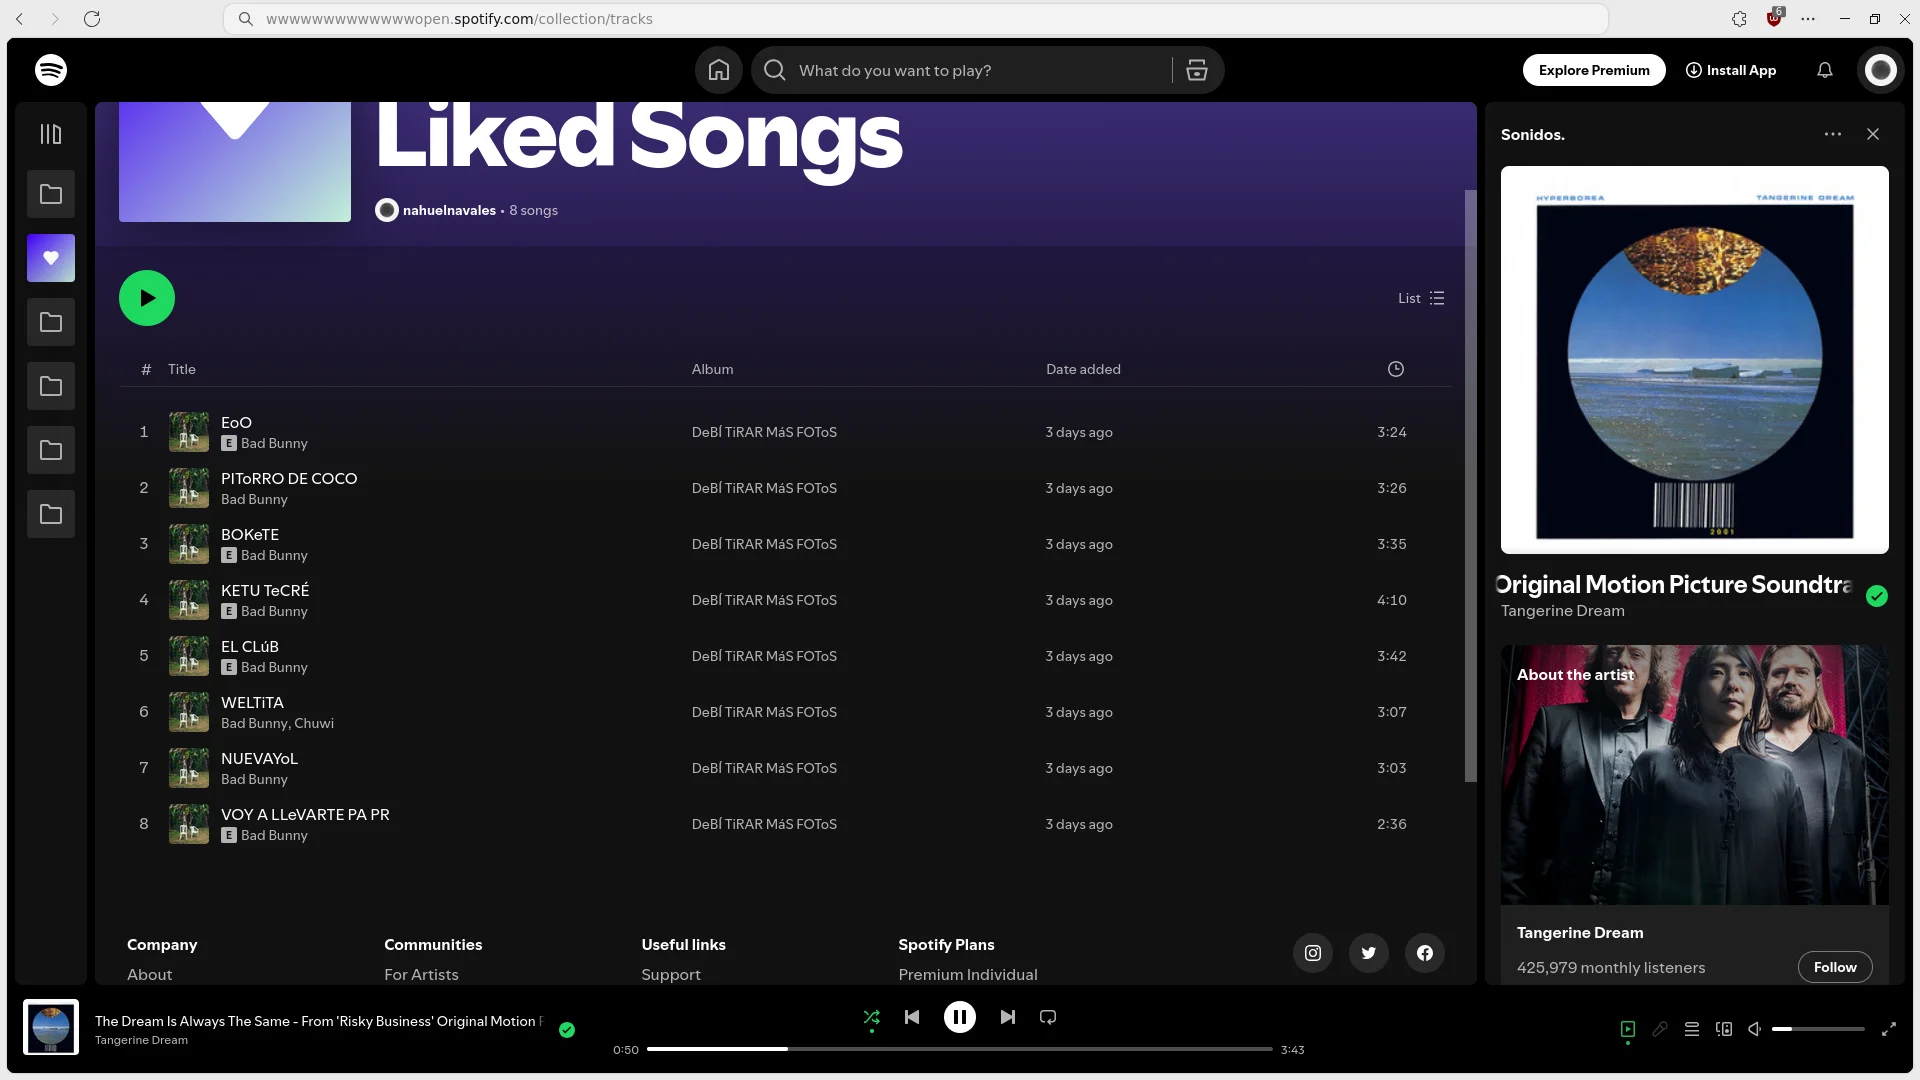 wwwwwwwwwwwwwopen.spotify.com/collection/tracks
6
What do you want to play?
Explore Premium
Install App
Liked Songs
nahuelnavales • 8 songs
List
# Title Album Date added
1 EoO DeBÍ TiRAR MáS FOToS 3 days ago 3:24
E Bad Bunny
2 PIToRRO DE COCO DeBÍ TiRAR MáS FOToS 3 days ago 3:26
Bad Bunny
3 BOKeTE DeBÍ TiRAR MáS FOToS 3 days ago 3:35
E Bad Bunny
4 KETU TeCRÉ DeBÍ TiRAR MáS FOToS 3 days ago 4:10
E Bad Bunny
5 EL CLúB DeBÍ TiRAR MáS FOToS 3 days ago 3:42
E Bad Bunny
6 WELTiTA DeBÍ TiRAR MáS FOToS 3 days ago 3:07
Bad Bunny, Chuwi
7 NUEVAYoL DeBÍ TiRAR MáS FOToS 3 days ago 3:03
Bad Bunny
8 VOY A LLeVARTE PA PR DeBÍ TiRAR MáS FOToS 3 days ago 2:36
E Bad Bunny
Company Communities Useful links Spotify Plans
About For Artists Support Premium Individual
Sonidos.
HYPERBOREA TANGERINE DREAM
2001
Original Motion Picture Soundtra
Tangerine Dream
About the artist
Tangerine Dream
425,979 monthly listeners
Follow
The Dream Is Always The Same - From 'Risky Business' Original Motion P
Tangerine Dream
0:50
3:43